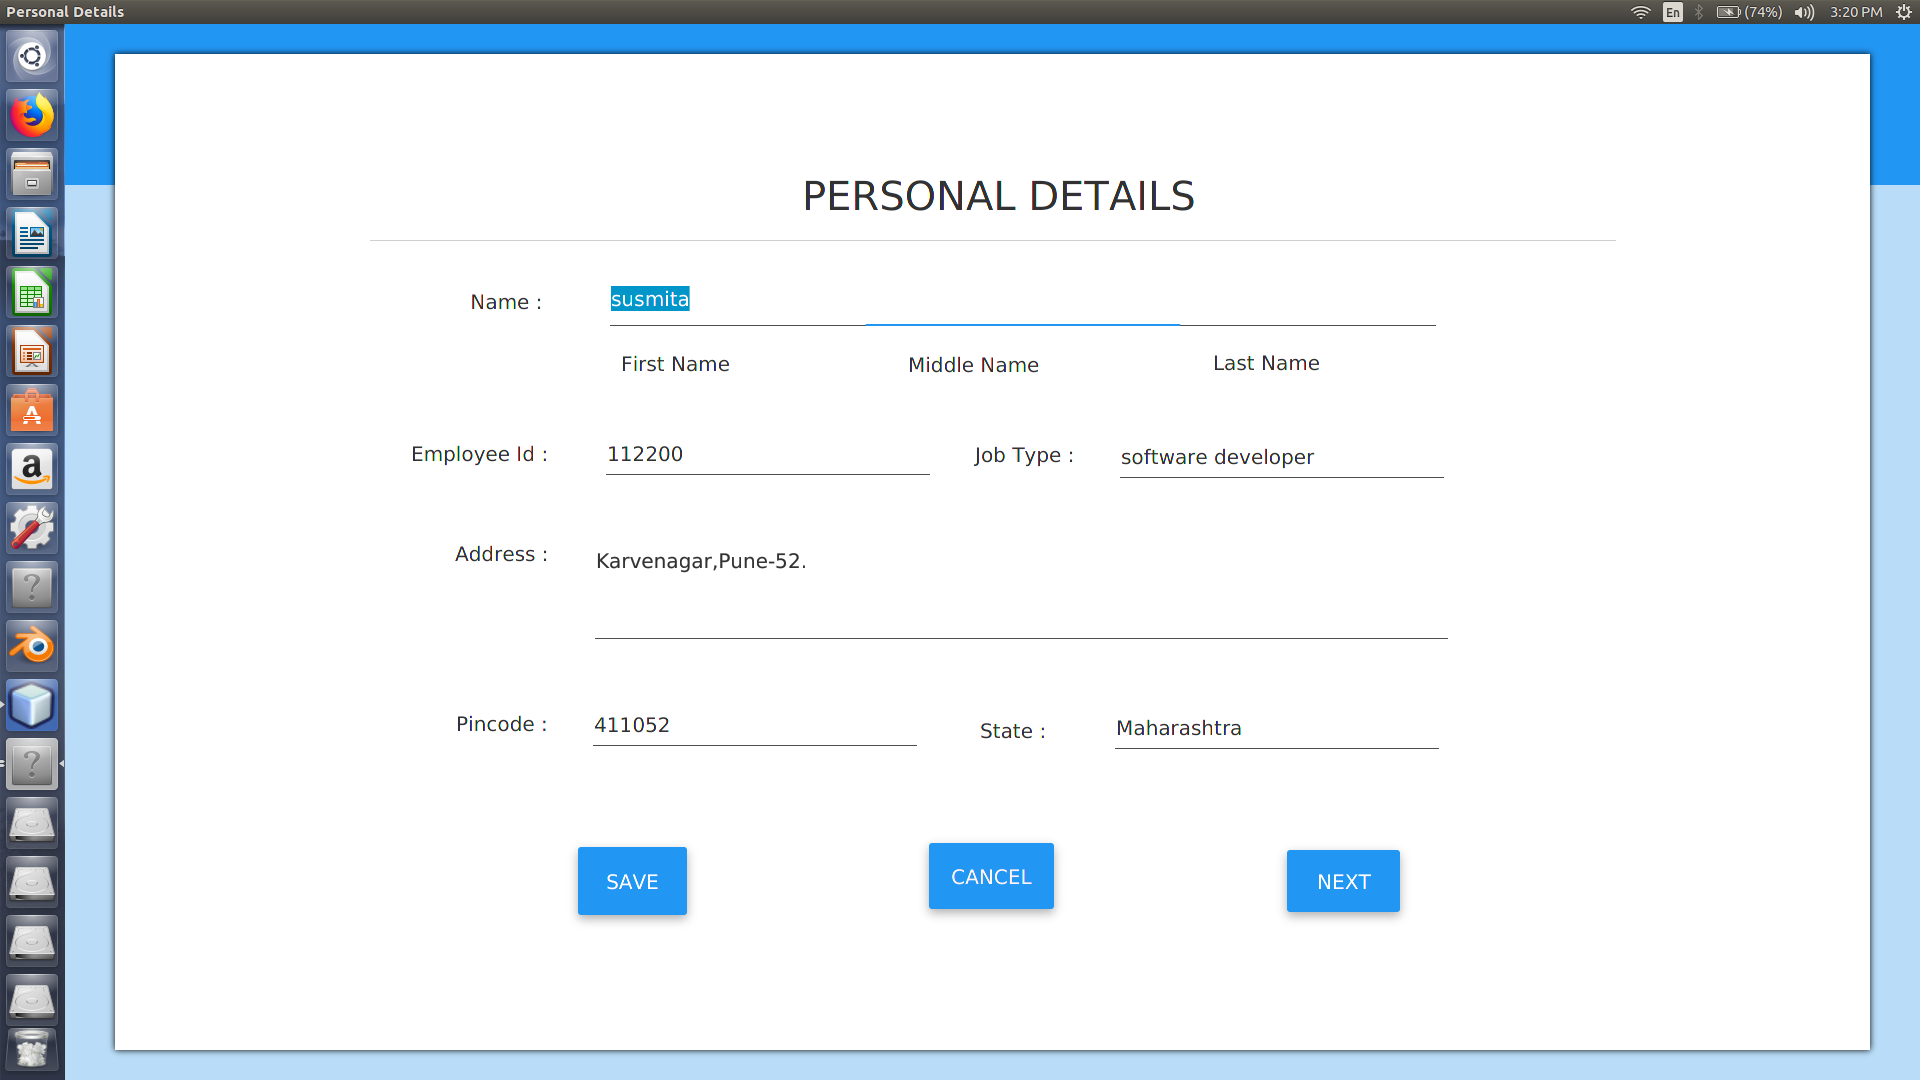 Personal Details
En (74%) 3:20 PM
PERSONAL DETAILS
Name : susmita
First Name Middle Name Last Name
Employee Id : 112200 Job Type : software developer
Address : Karvenagar,Pune-52.
Pincode : 411052 State : Maharashtra
SAVE CANCEL NEXT